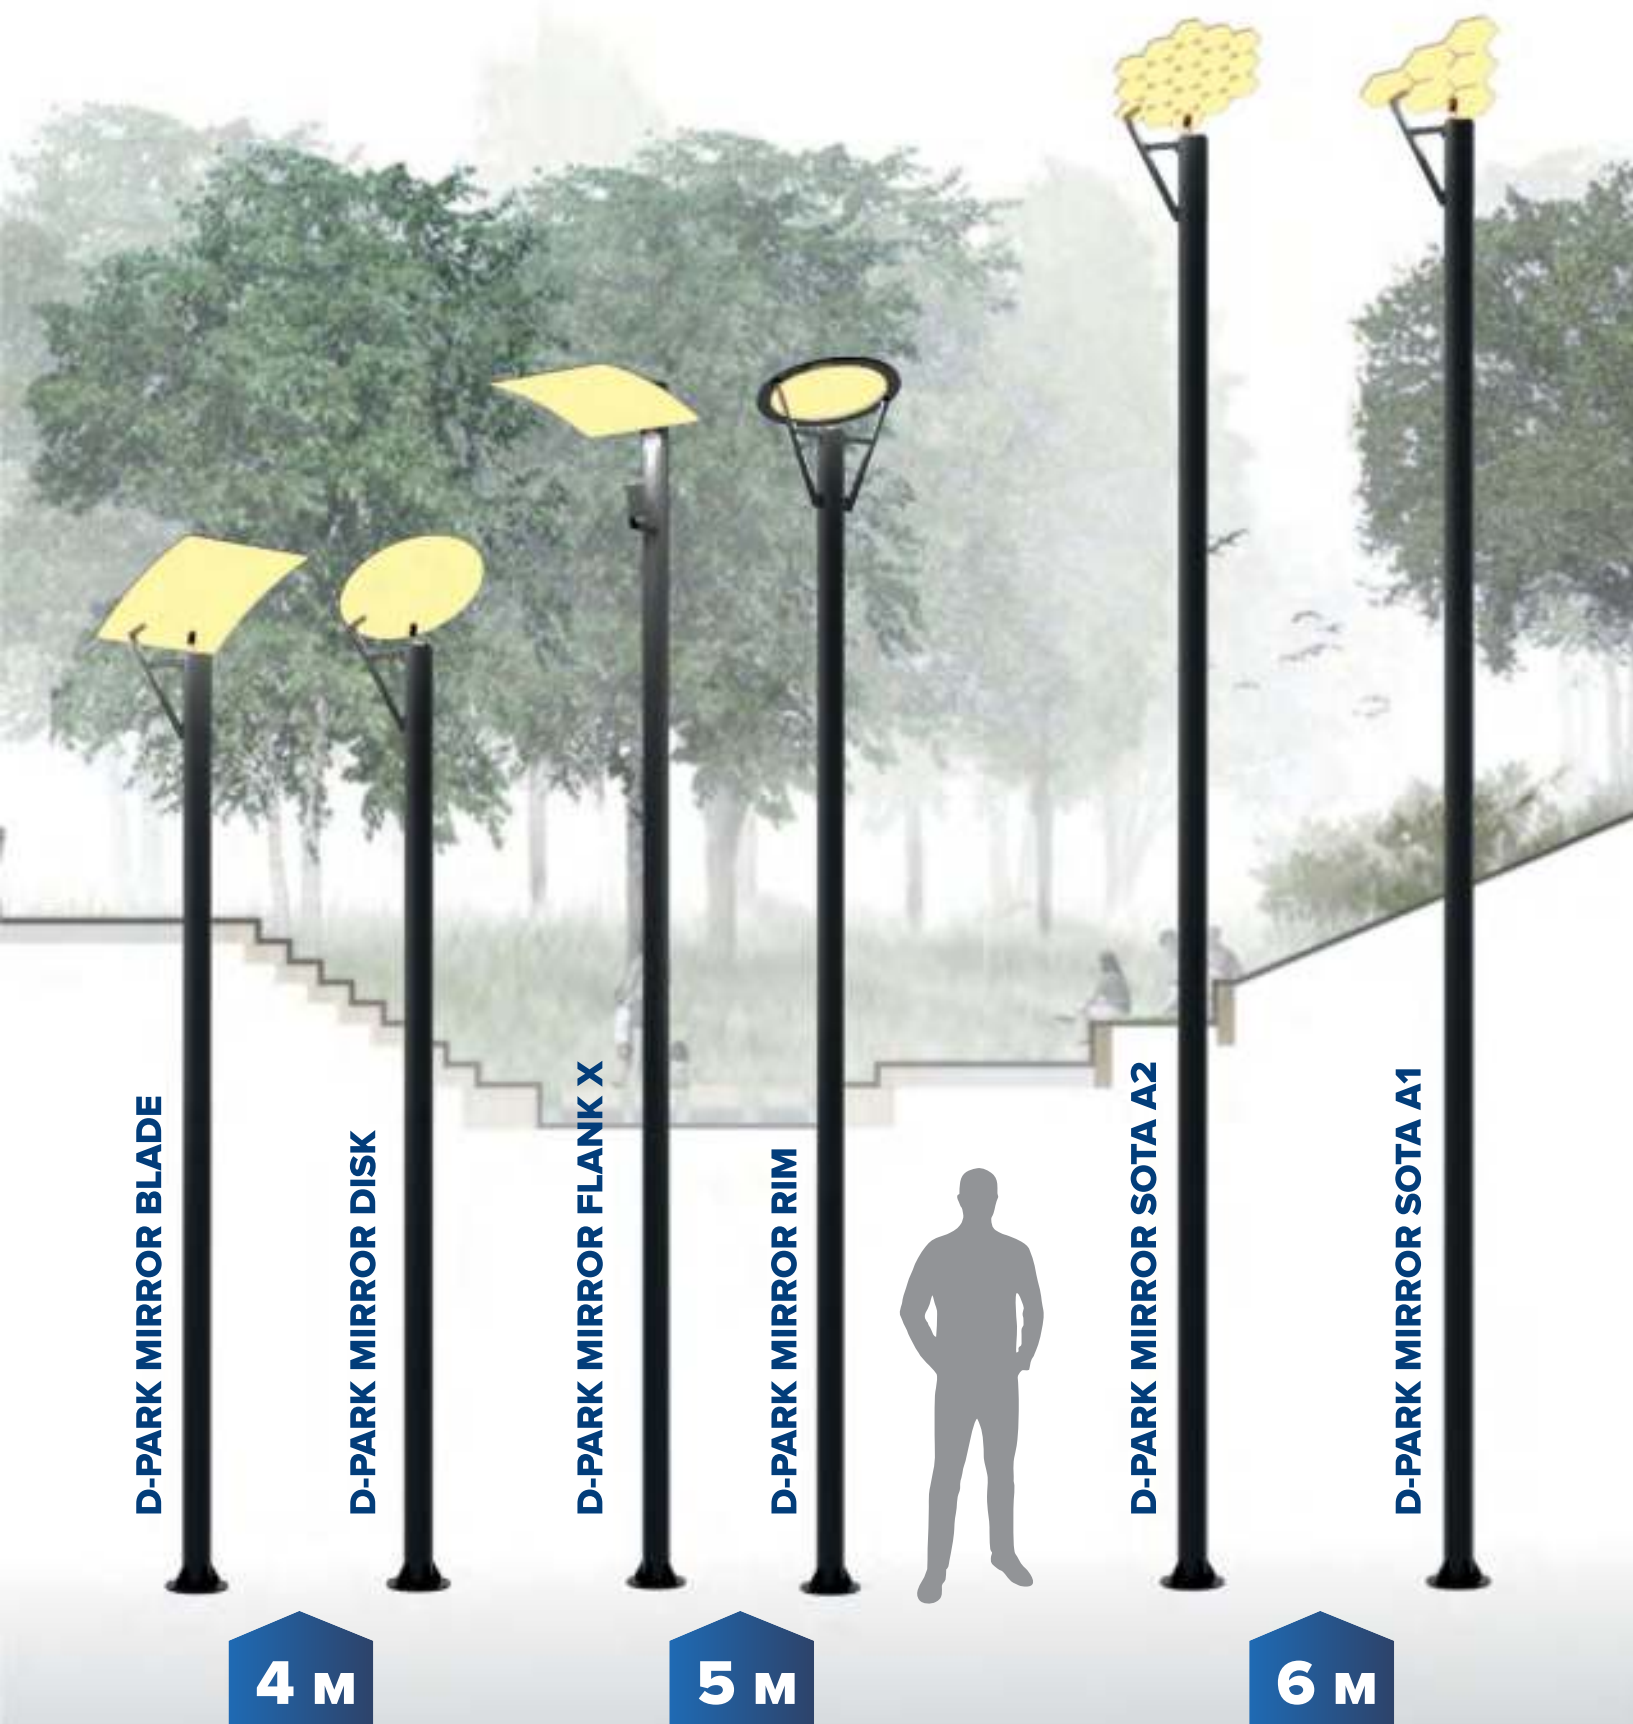 D-PARK MIRROR BLADE
D-PARK MIRROR DISK
D-PARK MIRROR FLANK X
D-PARK MIRROR RIM
D-PARK MIRROR SOTA A2
D-PARK MIRROR SOTA A1
4 м
5 м
6 м